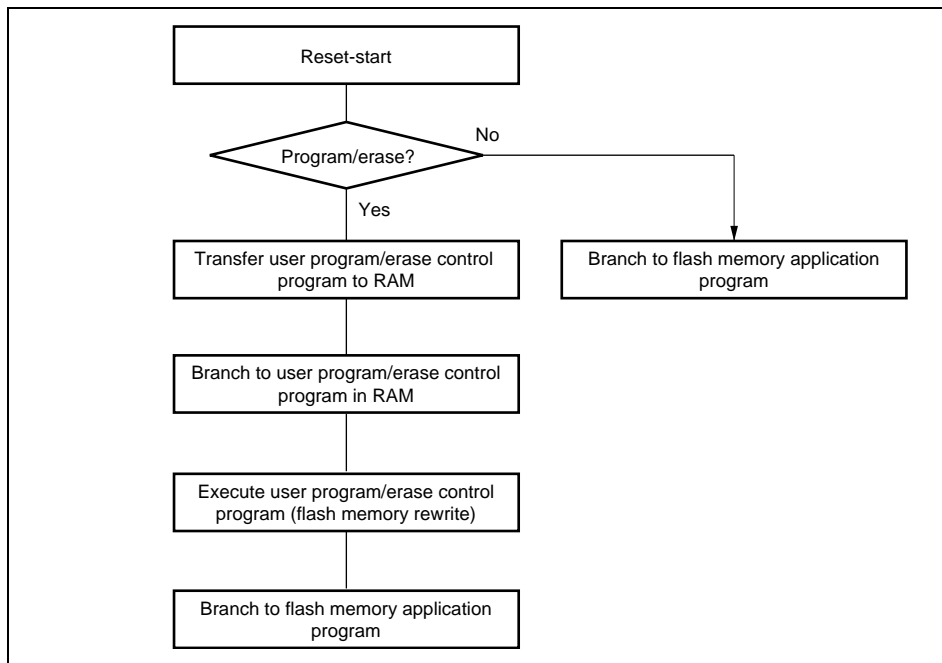 Reset-start
Program/erase?
No
Yes
Transfer user program/erase control
program to RAM
Branch to flash memory application
program
Branch to user program/erase control
program in RAM
Execute user program/erase control
program (flash memory rewrite)
Branch to flash memory application
program